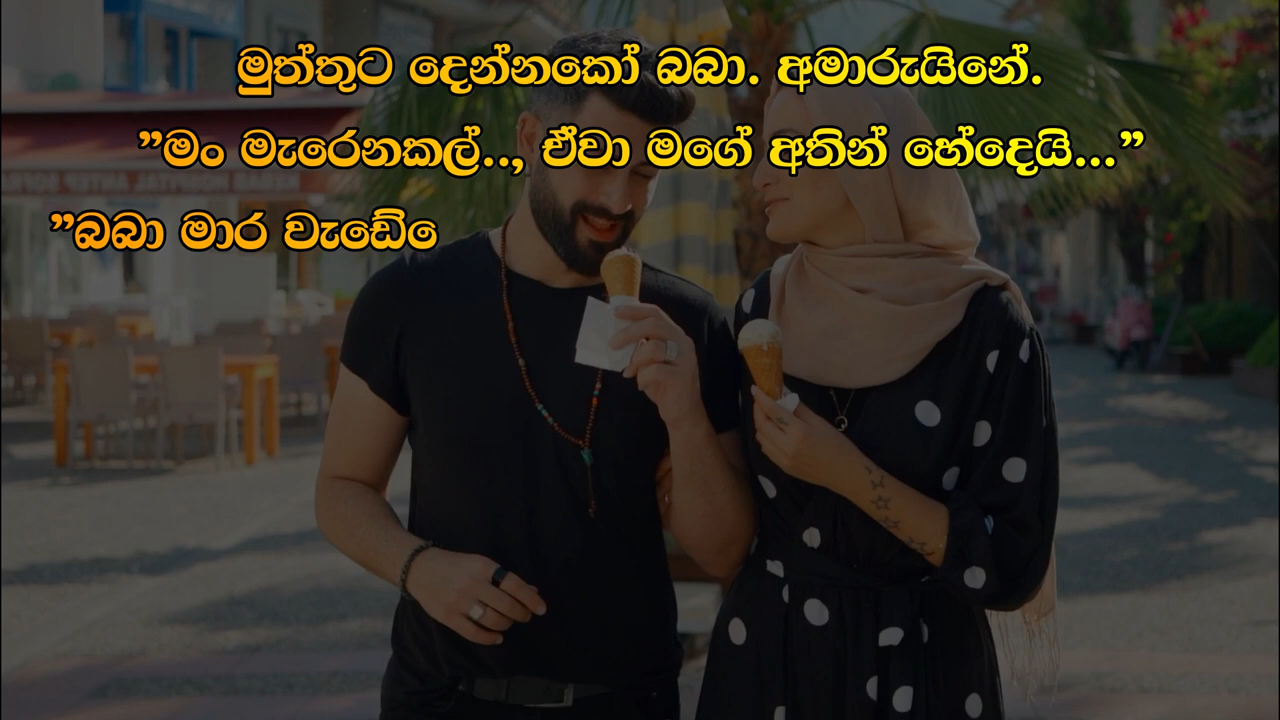 මුත්තුට දෙන්නකෝ බබා. අමාරුයිනේ.
”මං මැරෙනකල්.., ඒවා මගේ අතින් හේදෙයි...”
”බබා මාර වැඩේ